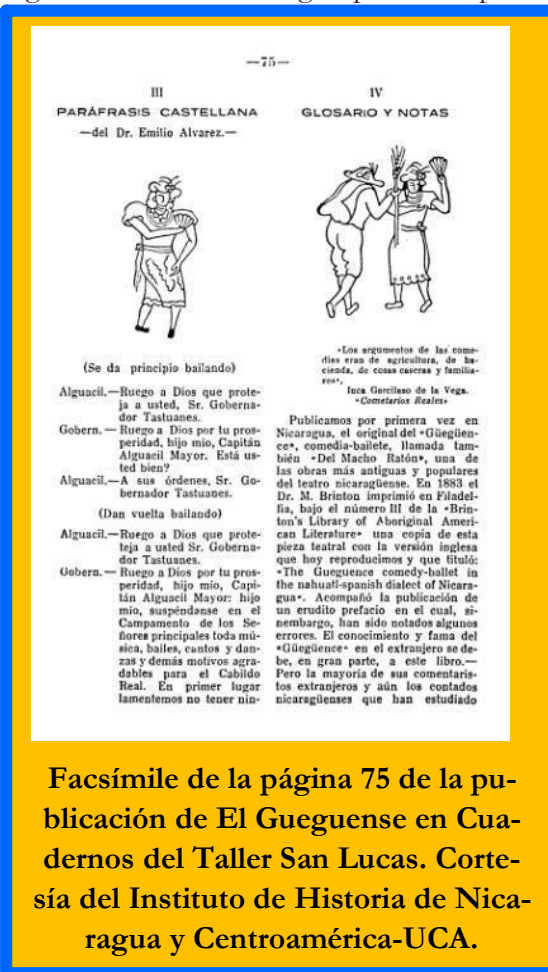 —75—
III
PARÁFRASIS CASTELLANA
—del Dr. Emilio Alvarez.—
(Se da principio bailando)
Alguacil.—Ruego a Dios que prote-
ja a usted, Sr. Goberna-
dor Tastuanes.
Gobern. — Ruego a Dios por tu pros-
peridad, hijo mio, Capitán
Alguacil Mayor. Está us-
ted bien?
Alguacil.—A sus órdenes, Sr. Go-
bernador Tastuanes.
(Dan vuelta bailando)
Alguacil.—Ruego a Dios que prote-
teja a usted Sr. Goberna-
dor Tastuanes.
Gobern. — Ruego a Dios por tu pros-
peridad, hijo mio, Capi-
tán Alguacil Mayor: hijo
mio, suspéndanse en el
Campamento de los Se-
ñores principales toda mú-
sica, bailes, cantos y dan-
zas y demás motivos agra-
dables para el Cabildo
Real. En primer lugar
lamentemos no tener nin-
IV
GLOSARIO Y NOTAS
«Los argumentos de las come-
dias eran de agricultura, de ha-
cienda, de cosas caseras y familia-
res».
Inca Garcilaso de la Vega.
«Cometarios Reales»
Publicamos por primera vez en
Nicaragua, el original del «Güegüen-
ce», comedia-bailete, llamada tam-
bién «Del Macho Ratón», una de
las obras más antiguas y populares
del teatro nicaragüense. En 1883 el
Dr. M. Brinton imprimió en Filadel-
fia, bajo el número III de la «Brin-
ton's Library of Aboriginal Ameri-
can Literature» una copia de esta
pieza teatral con la versión inglesa
que hoy reproducimos y que tituló:
«The Gueguence comedy-ballet in
the nahuatl-spanish dialect of Nicara-
gua». Acompañó la publicación de
un erudito prefacio en el cual, si-
nembargo, han sido notados algunos
errores. El conocimiento y fama del
«Güegüence» en el extranjero se de-
be, en gran parte, a este libro.—
Pero la mayoría de sus comentaris-
tos extranjeros y aún los contados
nicaragüenses que han estudiado
Facsímile de la página 75 de la pu-
blicación de El Gueguense en Cua-
dernos del Taller San Lucas. Corte-
sía del Instituto de Historia de Nica-
ragua y Centroamérica-UCA.